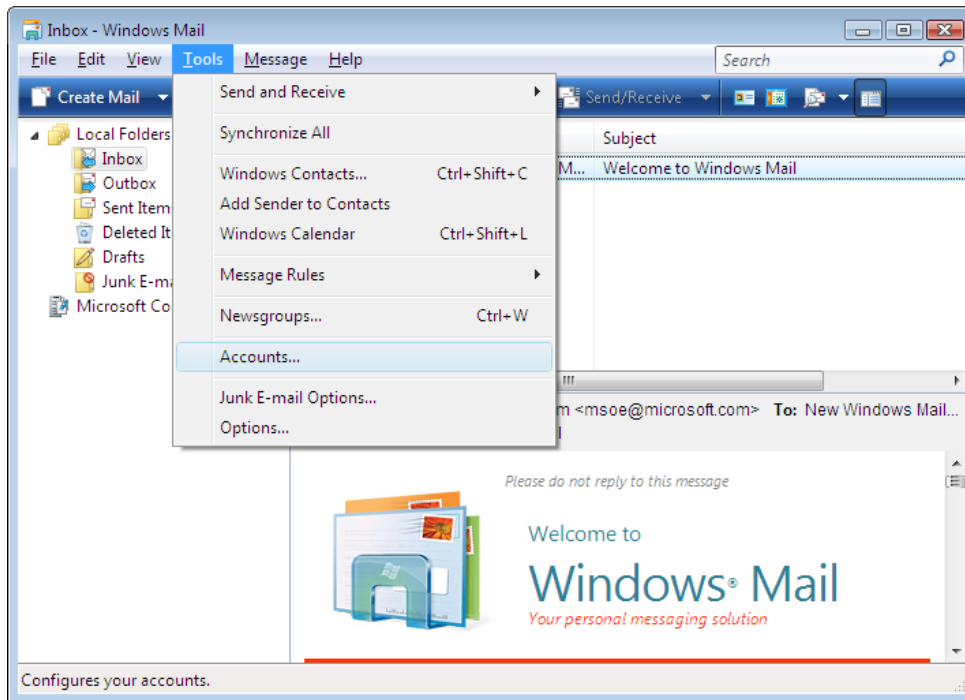 Inbox - Windows Mail
File Edit View Tools Message Help
Search
Create Mail
Send/Receive
Send and Receive
Synchronize All
Windows Contacts... Ctrl+Shift+C
Add Sender to Contacts
Windows Calendar Ctrl+Shift+L
Message Rules
Newsgroups... Ctrl+W
Accounts...
Junk E-mail Options...
Options...
Local Folders
Inbox
Outbox
Sent Item
Deleted It
Drafts
Junk E-ma
Microsoft Co
Subject
M... Welcome to Windows Mail
m <msoe@microsoft.com> To: New Windows Mail...
Please do not reply to this message
Welcome to
Windows® Mail
Your personal messaging solution
Configures your accounts.